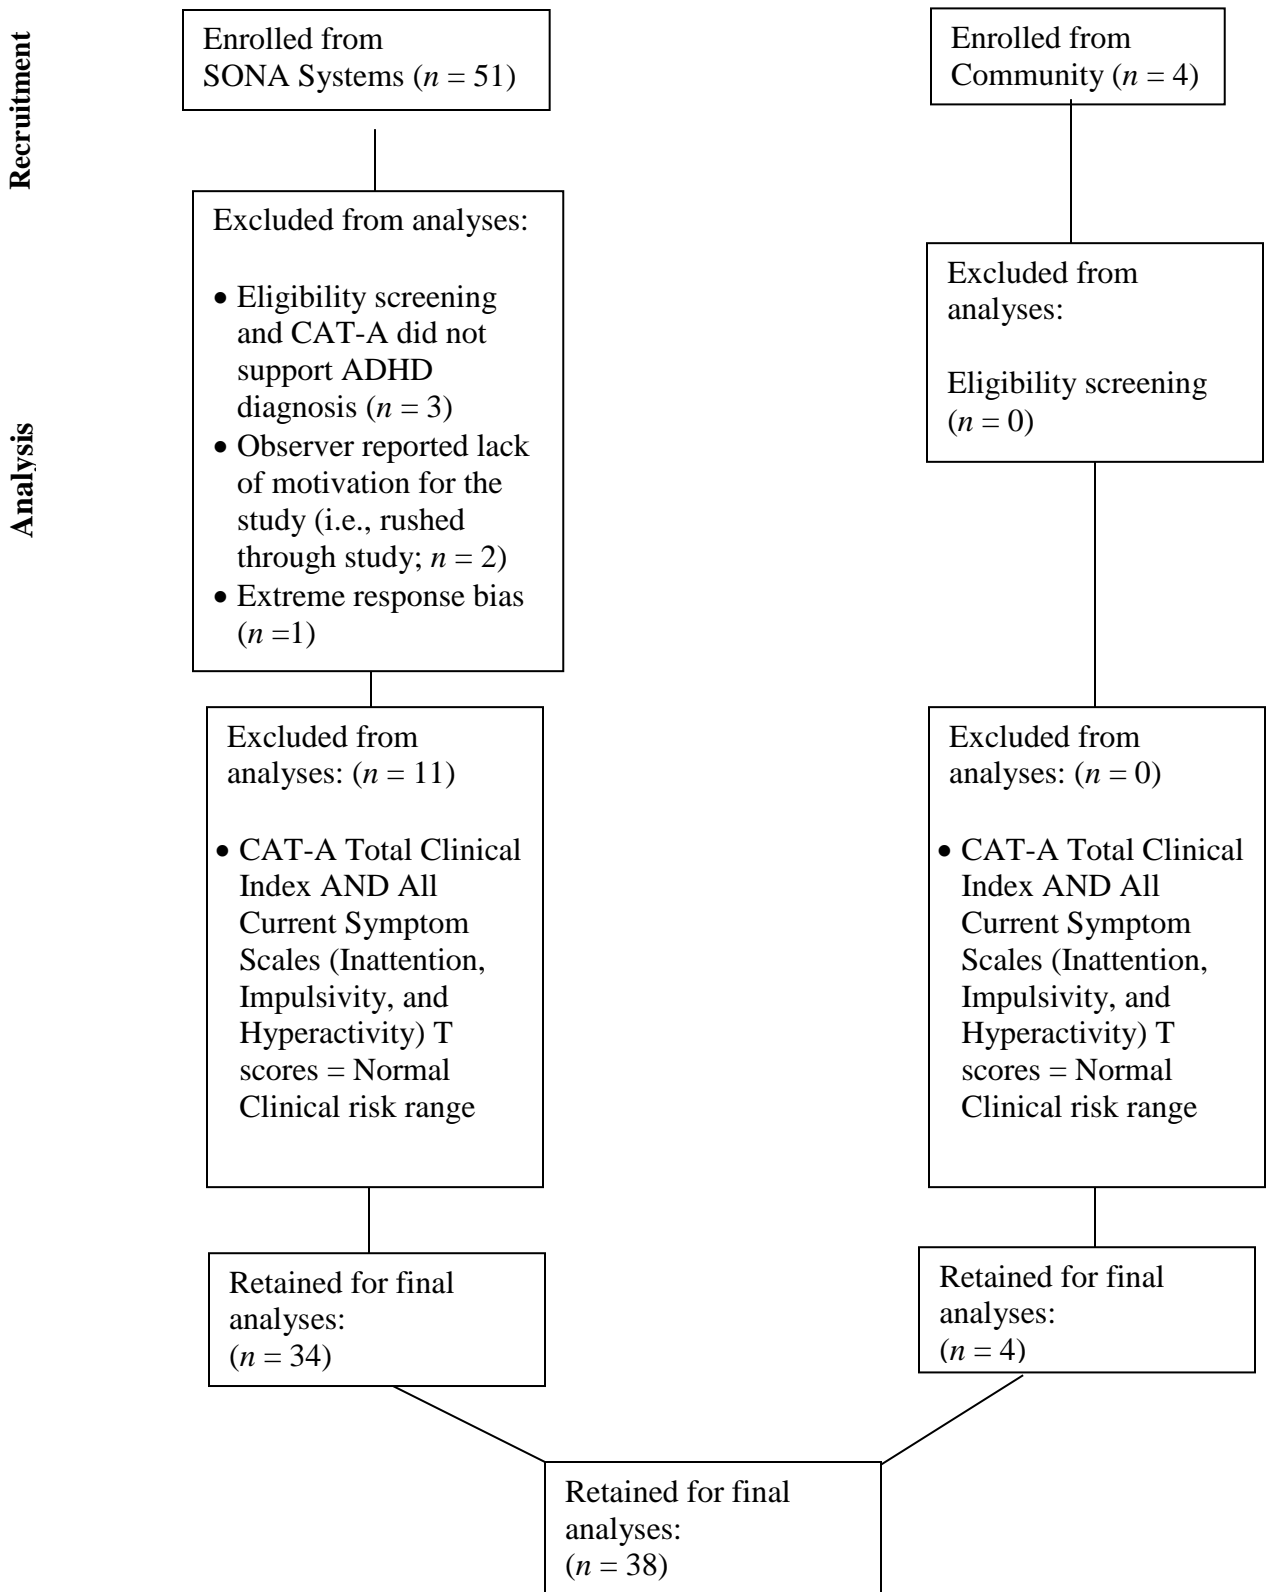 Recruitment
Enrolled from
SONA Systems (n = 51)
Enrolled from
Community (n = 4)
Analysis
Excluded from analyses:
• Eligibility screening
and CAT-A did not
support ADHD
diagnosis (n = 3)
• Observer reported lack
of motivation for the
study (i.e., rushed
through study; n = 2)
• Extreme response bias
(n =1)
Excluded from
analyses:
Eligibility screening
(n = 0)
Excluded from
analyses: (n = 11)
• CAT-A Total Clinical
Index AND All
Current Symptom
Scales (Inattention,
Impulsivity, and
Hyperactivity) T
scores = Normal
Clinical risk range
Excluded from
analyses: (n = 0)
• CAT-A Total Clinical
Index AND All
Current Symptom
Scales (Inattention,
Impulsivity, and
Hyperactivity) T
scores = Normal
Clinical risk range
Retained for final
analyses:
(n = 34)
Retained for final
analyses:
(n = 4)
Retained for final
analyses:
(n = 38)